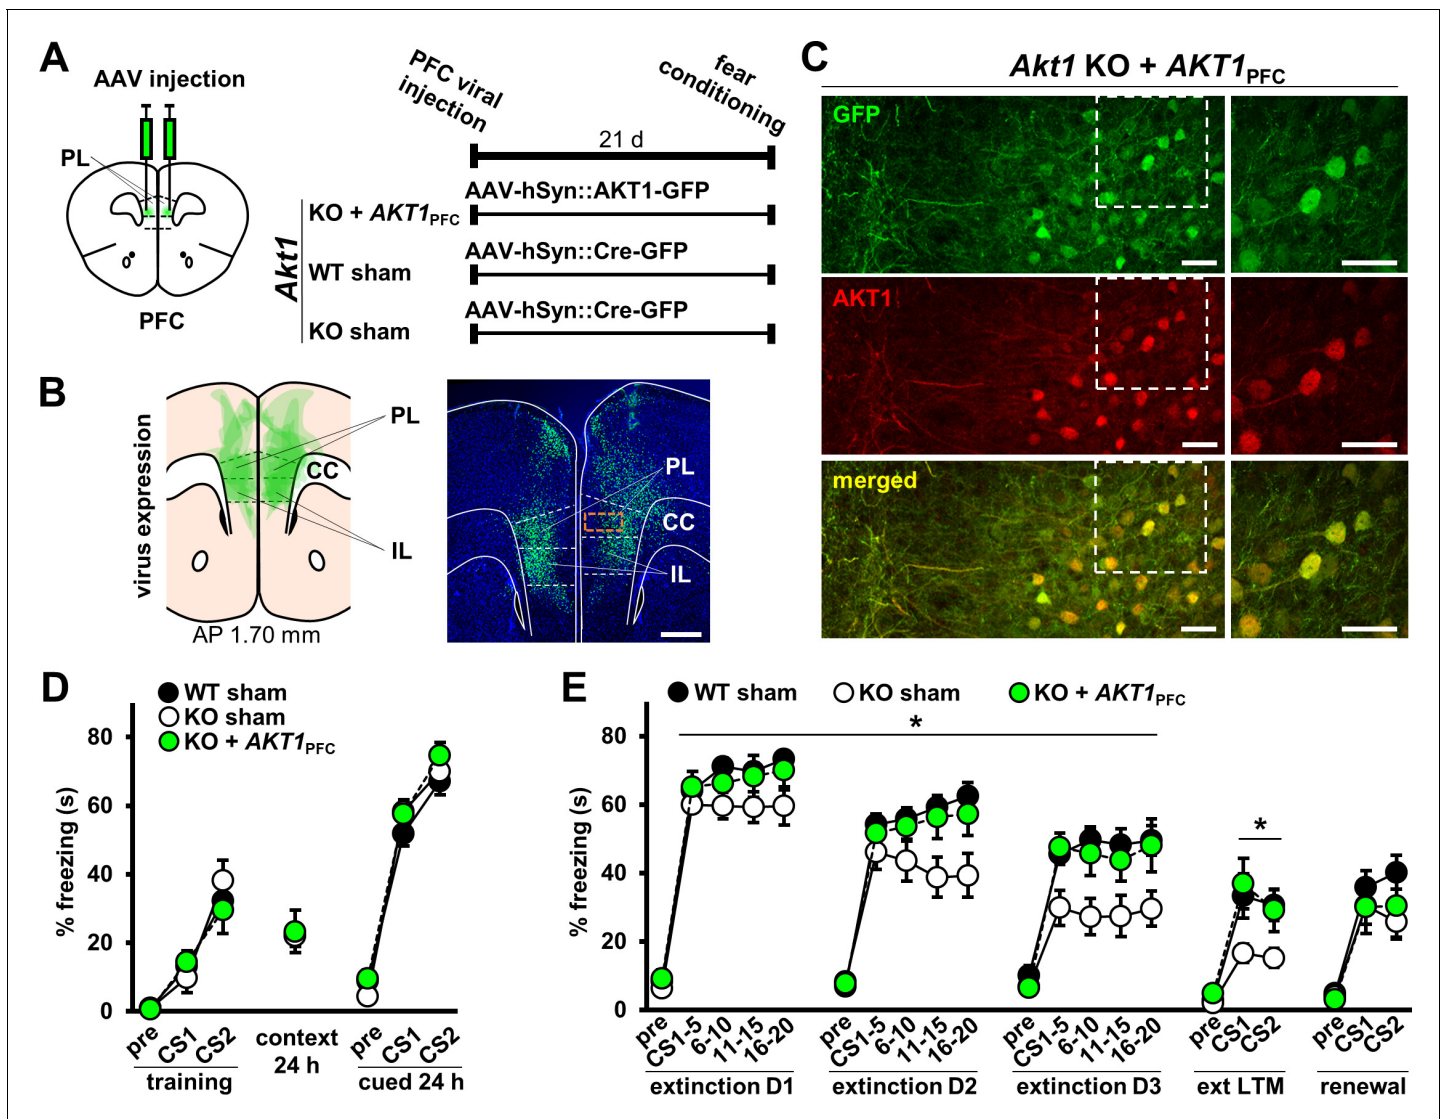 A
AAV injection
PL
PFC
PFC viral
injection
fear
conditioning
21 d
Akt1
KO + AKT1PFC
AAV-hSyn::AKT1-GFP
WT sham
AAV-hSyn::Cre-GFP
KO sham
AAV-hSyn::Cre-GFP
B
virus expression
PL
CC
IL
AP 1.70 mm
PL
CC
IL
C
Akt1 KO + AKT1PFC
GFP
AKT1
merged
D
WT sham
KO sham
KO + AKT1PFC
% freezing (s)
80
60
40
20
0
pre
CS1
CS2
training
context
24 h
pre
CS1
CS2
cued 24 h
E
WT sham
KO sham
KO + AKT1PFC
% freezing (s)
80
60
40
20
0
*
*
pre
CS1-5
6-10
11-15
16-20
extinction D1
pre
CS1-5
6-10
11-15
16-20
extinction D2
pre
CS1-5
6-10
11-15
16-20
extinction D3
pre
CS1
CS2
ext LTM
pre
CS1
CS2
renewal